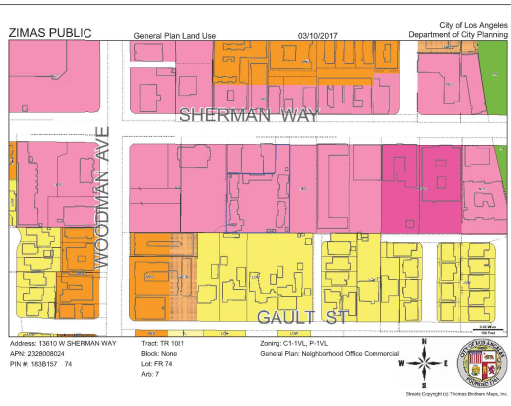 ZIMAS PUBLIC
General Plan Land Use
03/10/2017
City of Los Angeles
Department of City Planning
SHERMAN WAY
WOODMAN AVE
GAULT ST
Address: 13610 W SHERMAN WAY
APN: 2328008024
PIN #: 183B157 74
Tract: TR 1081
Block: None
Lot: FR 74
Arb: 7
Zoning: C1-1VL, P-1VL
General Plan: Neighborhood Office Commercial
N
W
E
S
Streets Copyright (c) Thomas Brothers Maps, Inc.